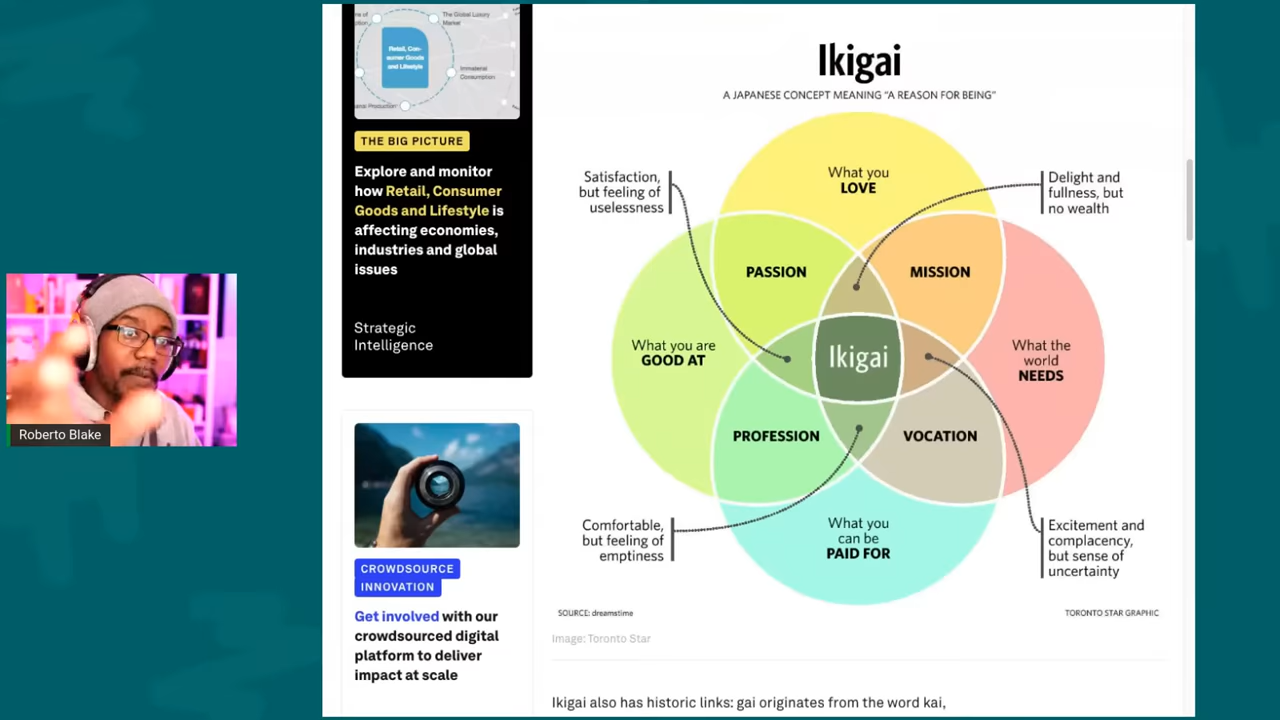 The Global Luxury
Market
Retail, Con-
sumer Goods
and Lifestyle
Immaterial
Consumption
THE BIG PICTURE
Explore and monitor
how Retail, Consumer
Goods and Lifestyle is
affecting economies,
industries and global
issues
Strategic
Intelligence
CROWDSOURCE
INNOVATION
Get involved with our
crowdsourced digital
platform to deliver
impact at scale
Roberto Blake
Ikigai
A JAPANESE CONCEPT MEANING “A REASON FOR BEING”
Satisfaction,
but feeling of
uselessness
What you
LOVE
Delight and
fullness, but
no wealth
PASSION
MISSION
What you are
GOOD AT
Ikigai
What the
world
NEEDS
PROFESSION
VOCATION
Comfortable,
but feeling of
emptiness
What you
can be
PAID FOR
Excitement and
complacency,
but sense of
uncertainty
SOURCE: dreamstime
TORONTO STAR GRAPHIC
Image: Toronto Star
Ikigai also has historic links: gai originates from the word kai,